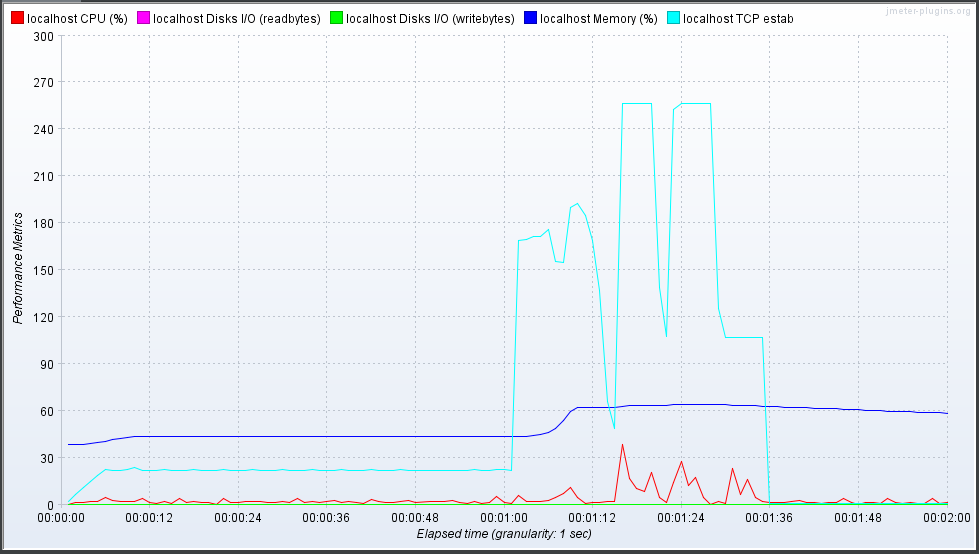 localhost CPU (%) localhost Disks I/O (readbytes) localhost Disks I/O (writebytes) localhost Memory (%) localhost TCP estab
jmeter-plugins.org
300
270
240
210
180
150
120
90
60
30
0
Performance Metrics
00:00:00 00:00:12 00:00:24 00:00:36 00:00:48 00:01:00 00:01:12 00:01:24 00:01:36 00:01:48 00:02:00
Elapsed time (granularity: 1 sec)